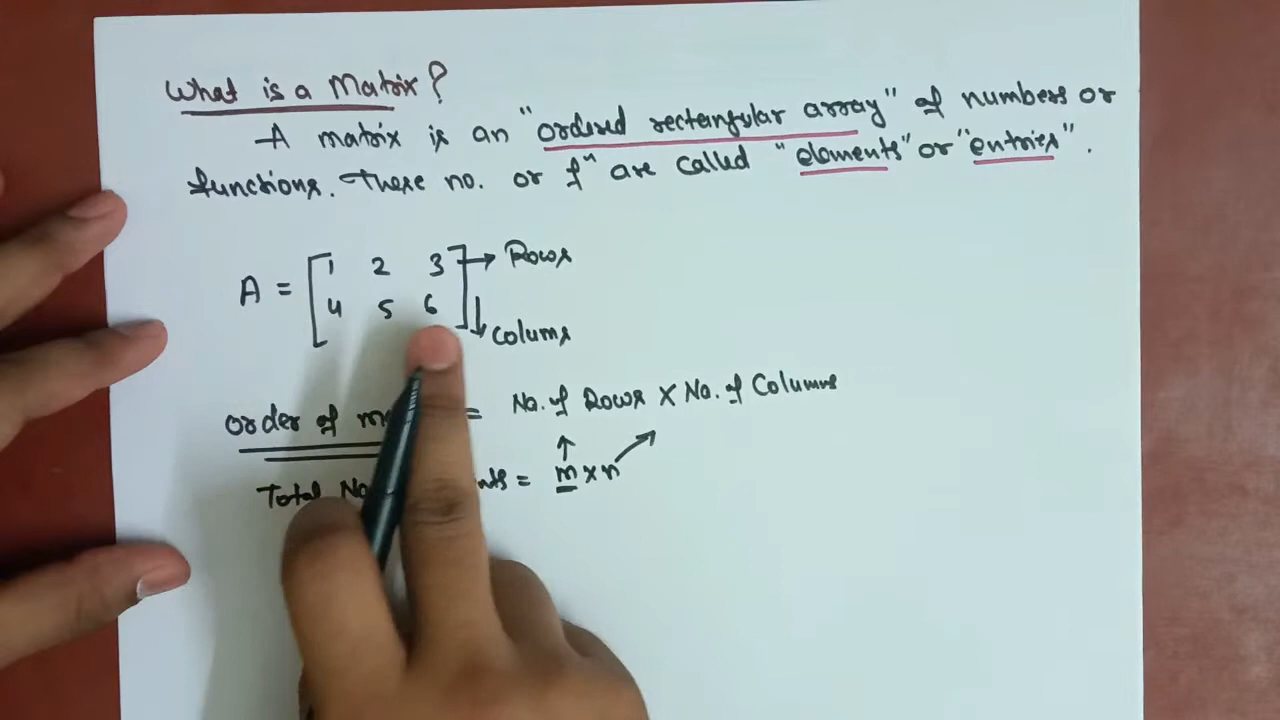 What is a Matrix?
A matrix is an "ordered rectangular array" of numbers or
functions. These no. or fⁿ are called "elements" or "entries".
A = [1 2 3 → Rows
4 5 6] ↓ Colums
order of = No. of Rows X No. of Columns
↑ ↗
Total No = m x n